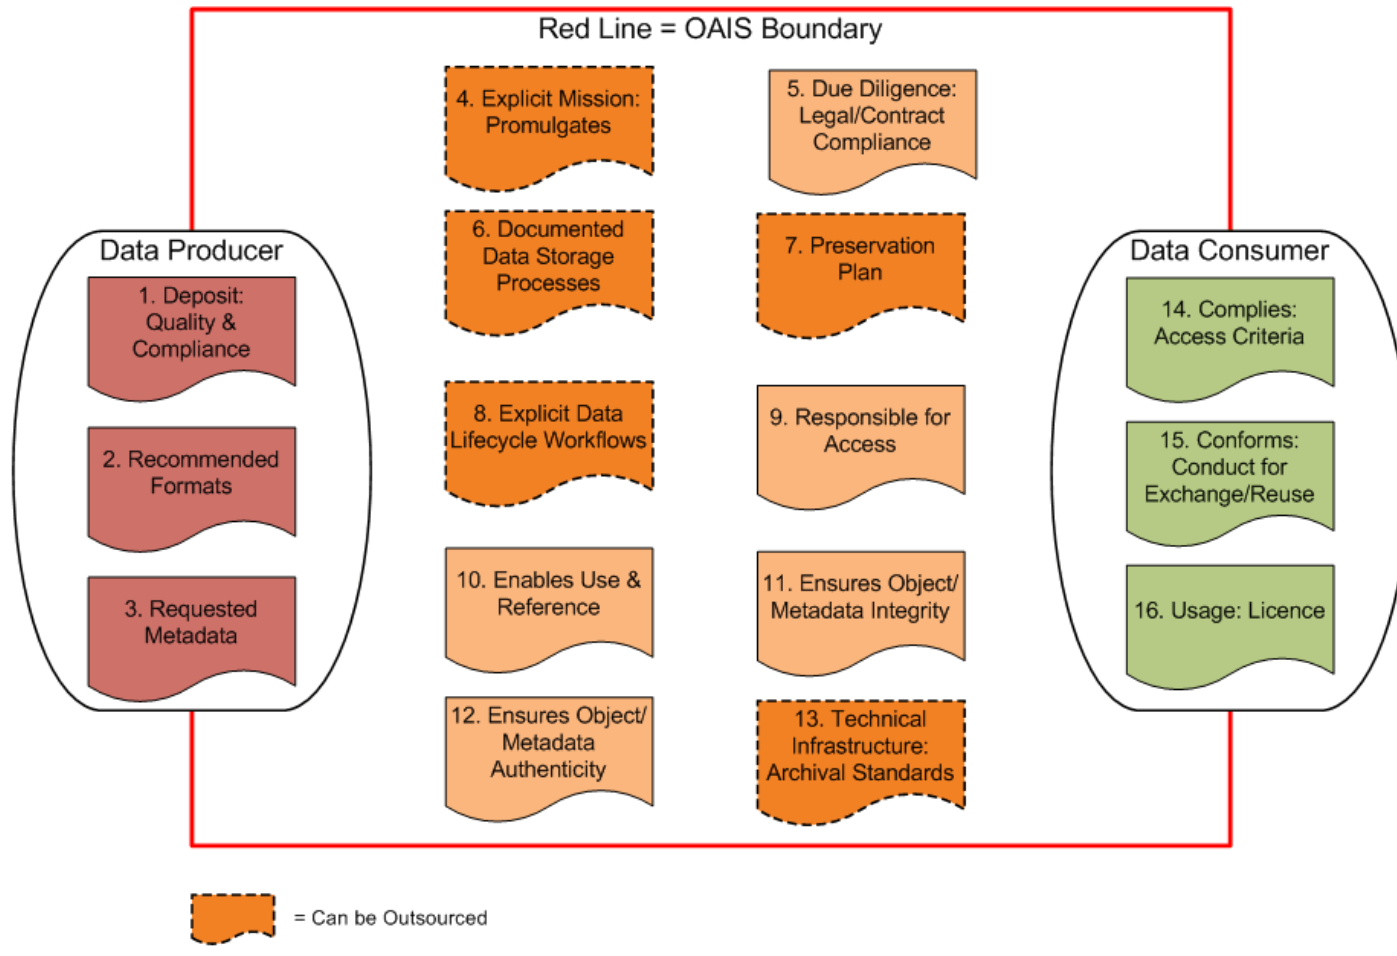 Red Line = OAIS Boundary
4. Explicit Mission:
Promulgates
5. Due Diligence:
Legal/Contract
Compliance
6. Documented
Data Storage
Processes
7. Preservation
Plan
Data Producer
1. Deposit:
Quality &
Compliance
2. Recommended
Formats
3. Requested
Metadata
8. Explicit Data
Lifecycle Workflows
9. Responsible for
Access
10. Enables Use &
Reference
11. Ensures Object/
Metadata Integrity
12. Ensures Object/
Metadata
Authenticity
13. Technical
Infrastructure:
Archival Standards
Data Consumer
14. Complies:
Access Criteria
15. Conforms:
Conduct for
Exchange/Reuse
16. Usage: Licence
= Can be Outsourced